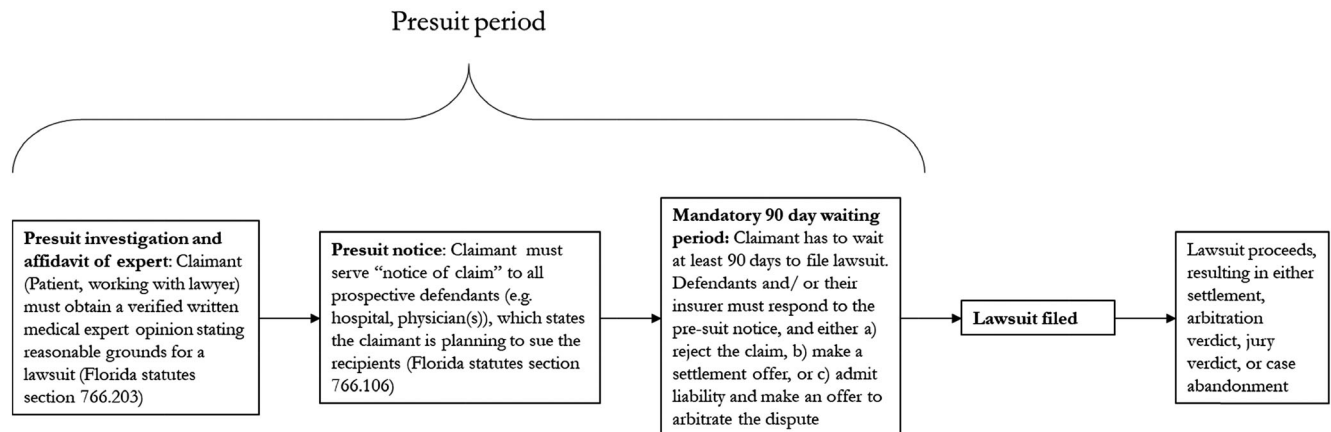 Presuit period
Presuit investigation and
affidavit of expert: Claimant
(Patient, working with lawyer)
must obtain a verified written
medical expert opinion stating
reasonable grounds for a
lawsuit (Florida statutes
section 766.203)
Presuit notice: Claimant must
serve “notice of claim” to all
prospective defendants (e.g.
hospital, physician(s)), which states
the claimant is planning to sue the
recipients (Florida statutes section
766.106)
Mandatory 90 day waiting
period: Claimant has to wait
at least 90 days to file lawsuit.
Defendants and/ or their
insurer must respond to the
pre-suit notice, and either a)
reject the claim, b) make a
settlement offer, or c) admit
liability and make an offer to
arbitrate the dispute
Lawsuit filed
Lawsuit proceeds,
resulting in either
settlement,
arbitration
verdict, jury
verdict, or case
abandonment